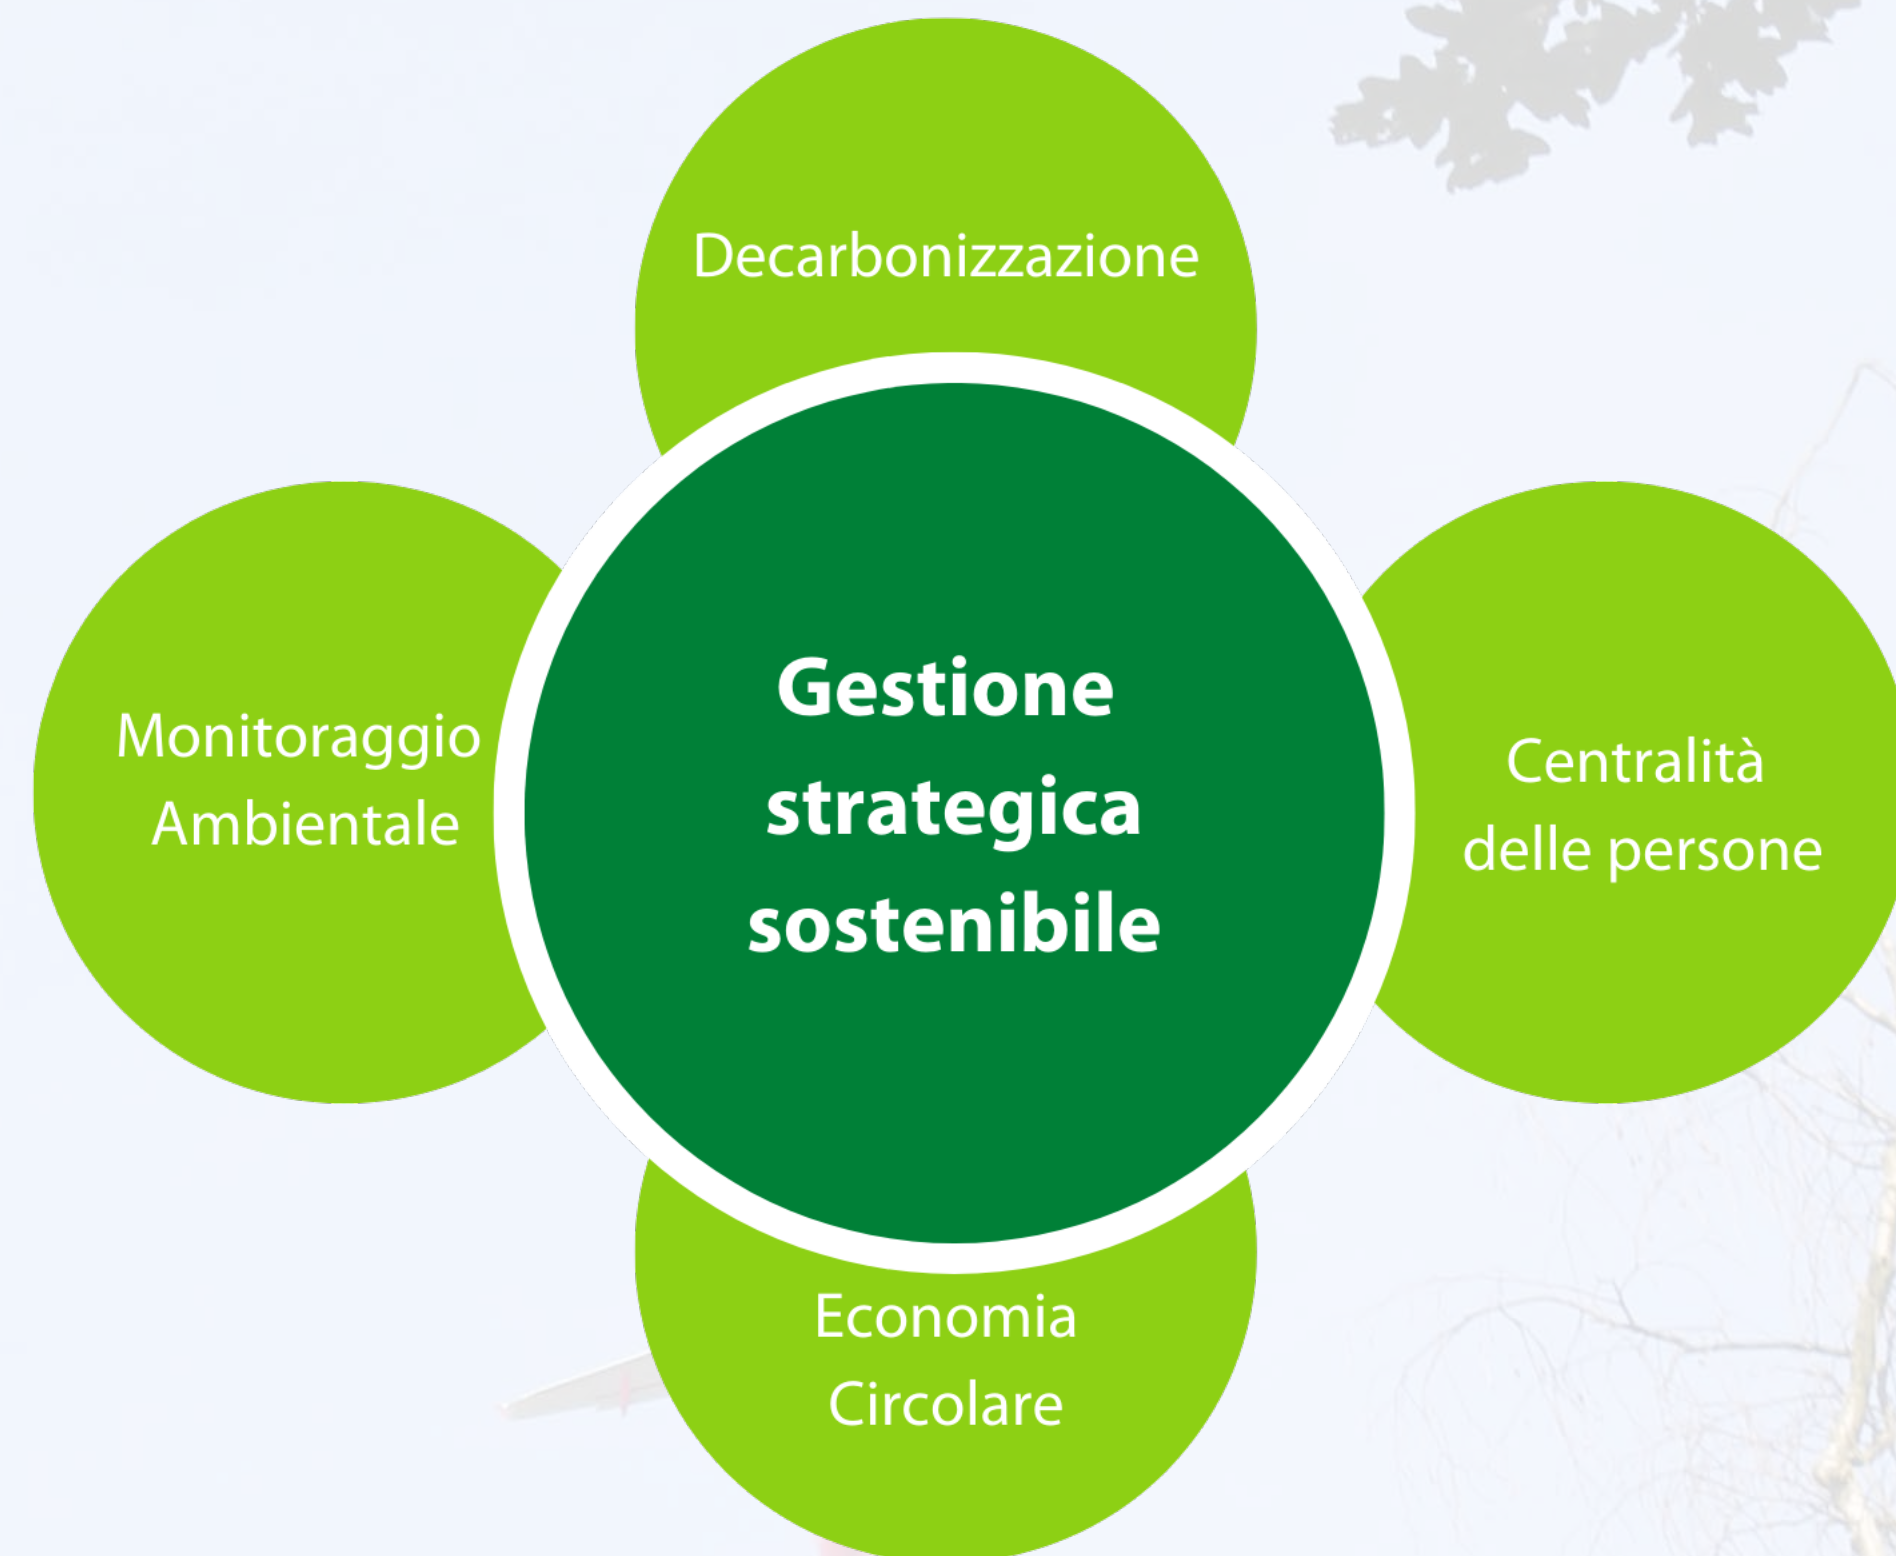 Decarbonizzazione
Monitoraggio
Ambientale
Gestione
strategica
sostenibile
Centralità
delle persone
Economia
Circolare